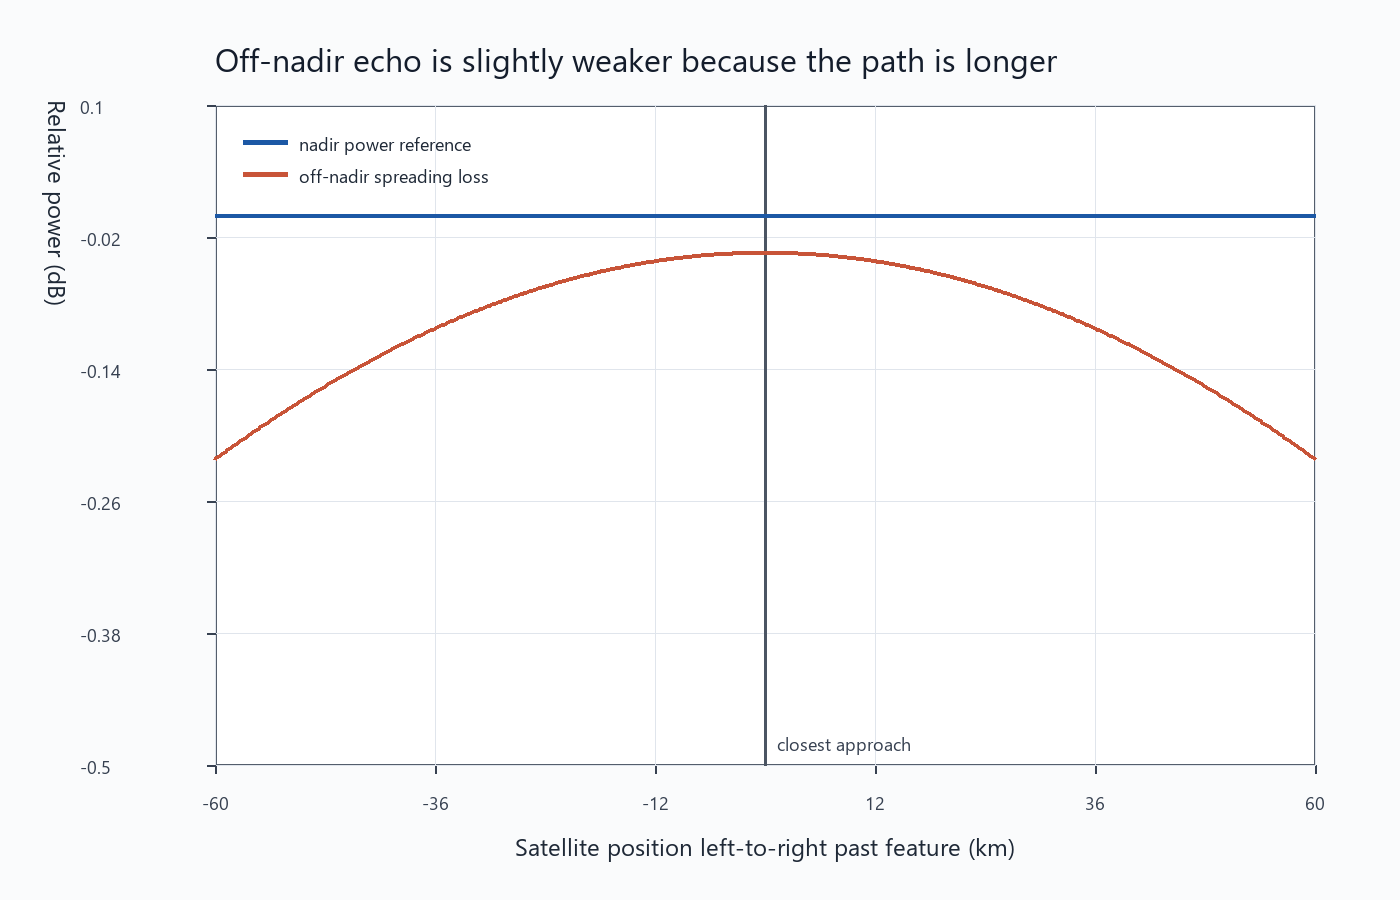 Off-nadir echo is slightly weaker because the path is longer
Relative power (dB)
0.1
-0.02
-0.14
-0.26
-0.38
-0.5
nadir power reference
off-nadir spreading loss
closest approach
-60
-36
-12
12
36
60
Satellite position left-to-right past feature (km)